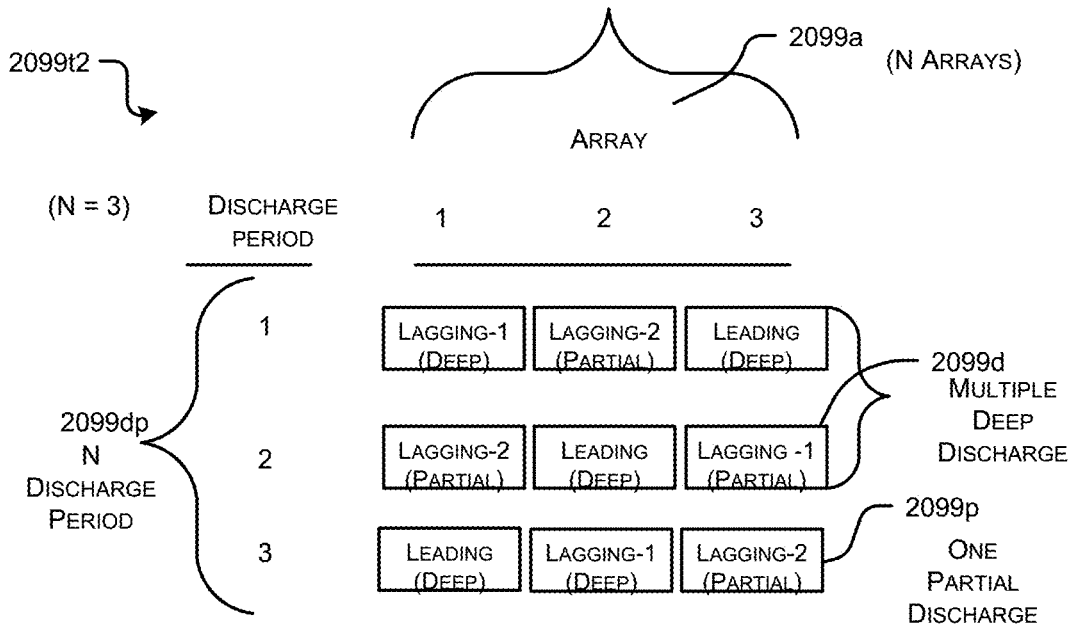 2099t2
2099a
(N ARRAYS)
ARRAY
(N = 3)
DISCHARGE
PERIOD
1 2 3
1
LAGGING-1
(DEEP)
LAGGING-2
(PARTIAL)
LEADING
(DEEP)
2099d
MULTIPLE
DEEP
DISCHARGE
2099dp
N
DISCHARGE
PERIOD
2
LAGGING-2
(PARTIAL)
LEADING
(DEEP)
LAGGING -1
(PARTIAL)
2099p
ONE
PARTIAL
DISCHARGE
3
LEADING
(DEEP)
LAGGING-1
(DEEP)
LAGGING-2
(PARTIAL)